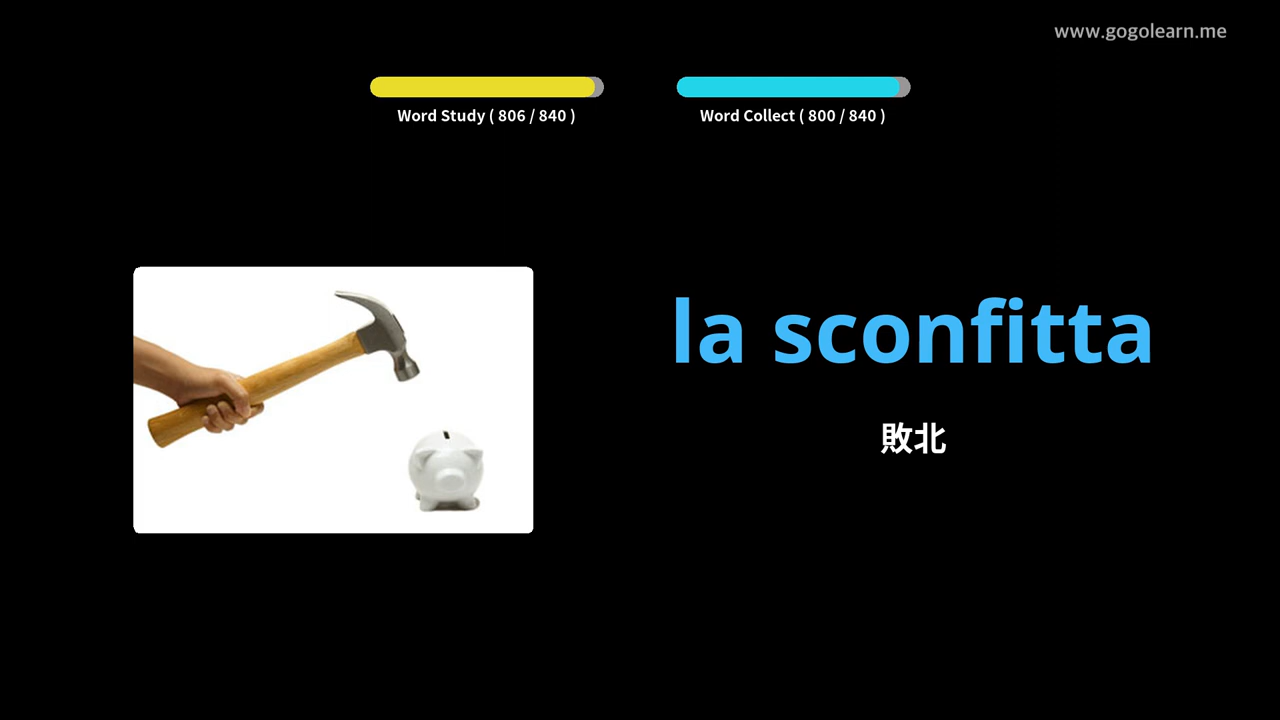 www.gogolearn.me
Word Study ( 806 / 840 )
Word Collect ( 800 / 840 )
la sconfitta
敗北